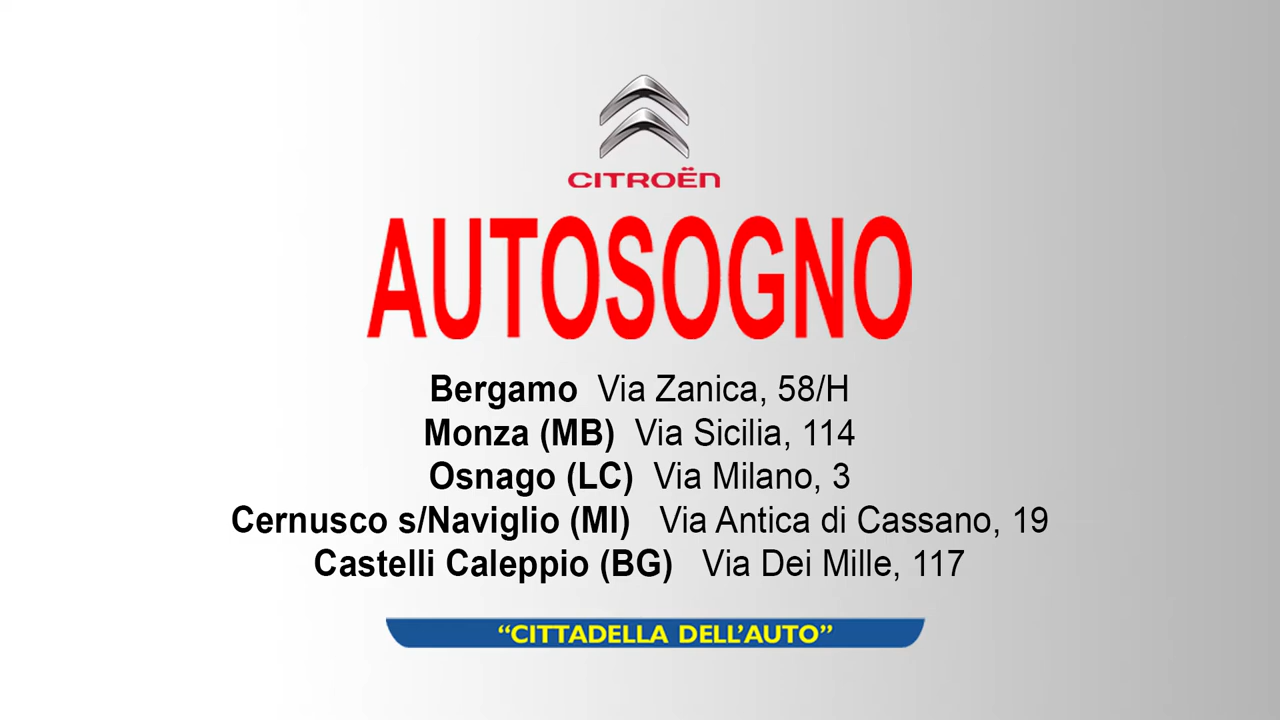 CITROËN
AUTOSOGNO
Bergamo Via Zanica, 58/H
Monza (MB) Via Sicilia, 114
Osnago (LC) Via Milano, 3
Cernusco s/Naviglio (MI) Via Antica di Cassano, 19
Castelli Caleppio (BG) Via Dei Mille, 117
“CITTADELLA DELL’AUTO”